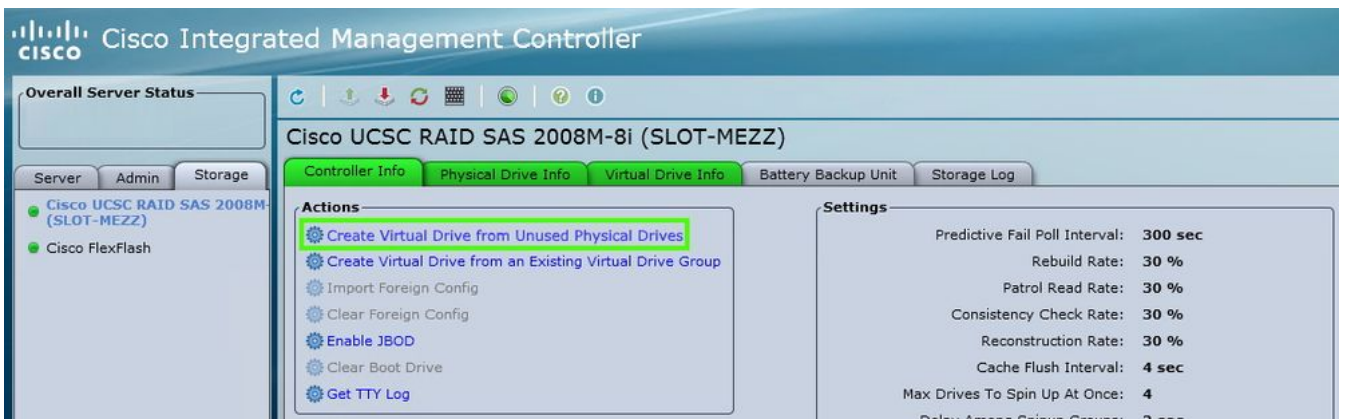 CISCO
Cisco Integrated Management Controller
Overall Server Status
Server Admin Storage
Cisco UCSC RAID SAS 2008M-
(SLOT-MEZZ)
Cisco FlexFlash
Cisco UCSC RAID SAS 2008M-8i (SLOT-MEZZ)
Controller Info Physical Drive Info Virtual Drive Info Battery Backup Unit Storage Log
Actions
Create Virtual Drive from Unused Physical Drives
Create Virtual Drive from an Existing Virtual Drive Group
Import Foreign Config
Clear Foreign Config
Enable JBOD
Clear Boot Drive
Get TTY Log
Settings
Predictive Fail Poll Interval: 300 sec
Rebuild Rate: 30 %
Patrol Read Rate: 30 %
Consistency Check Rate: 30 %
Reconstruction Rate: 30 %
Cache Flush Interval: 4 sec
Max Drives To Spin Up At Once: 4